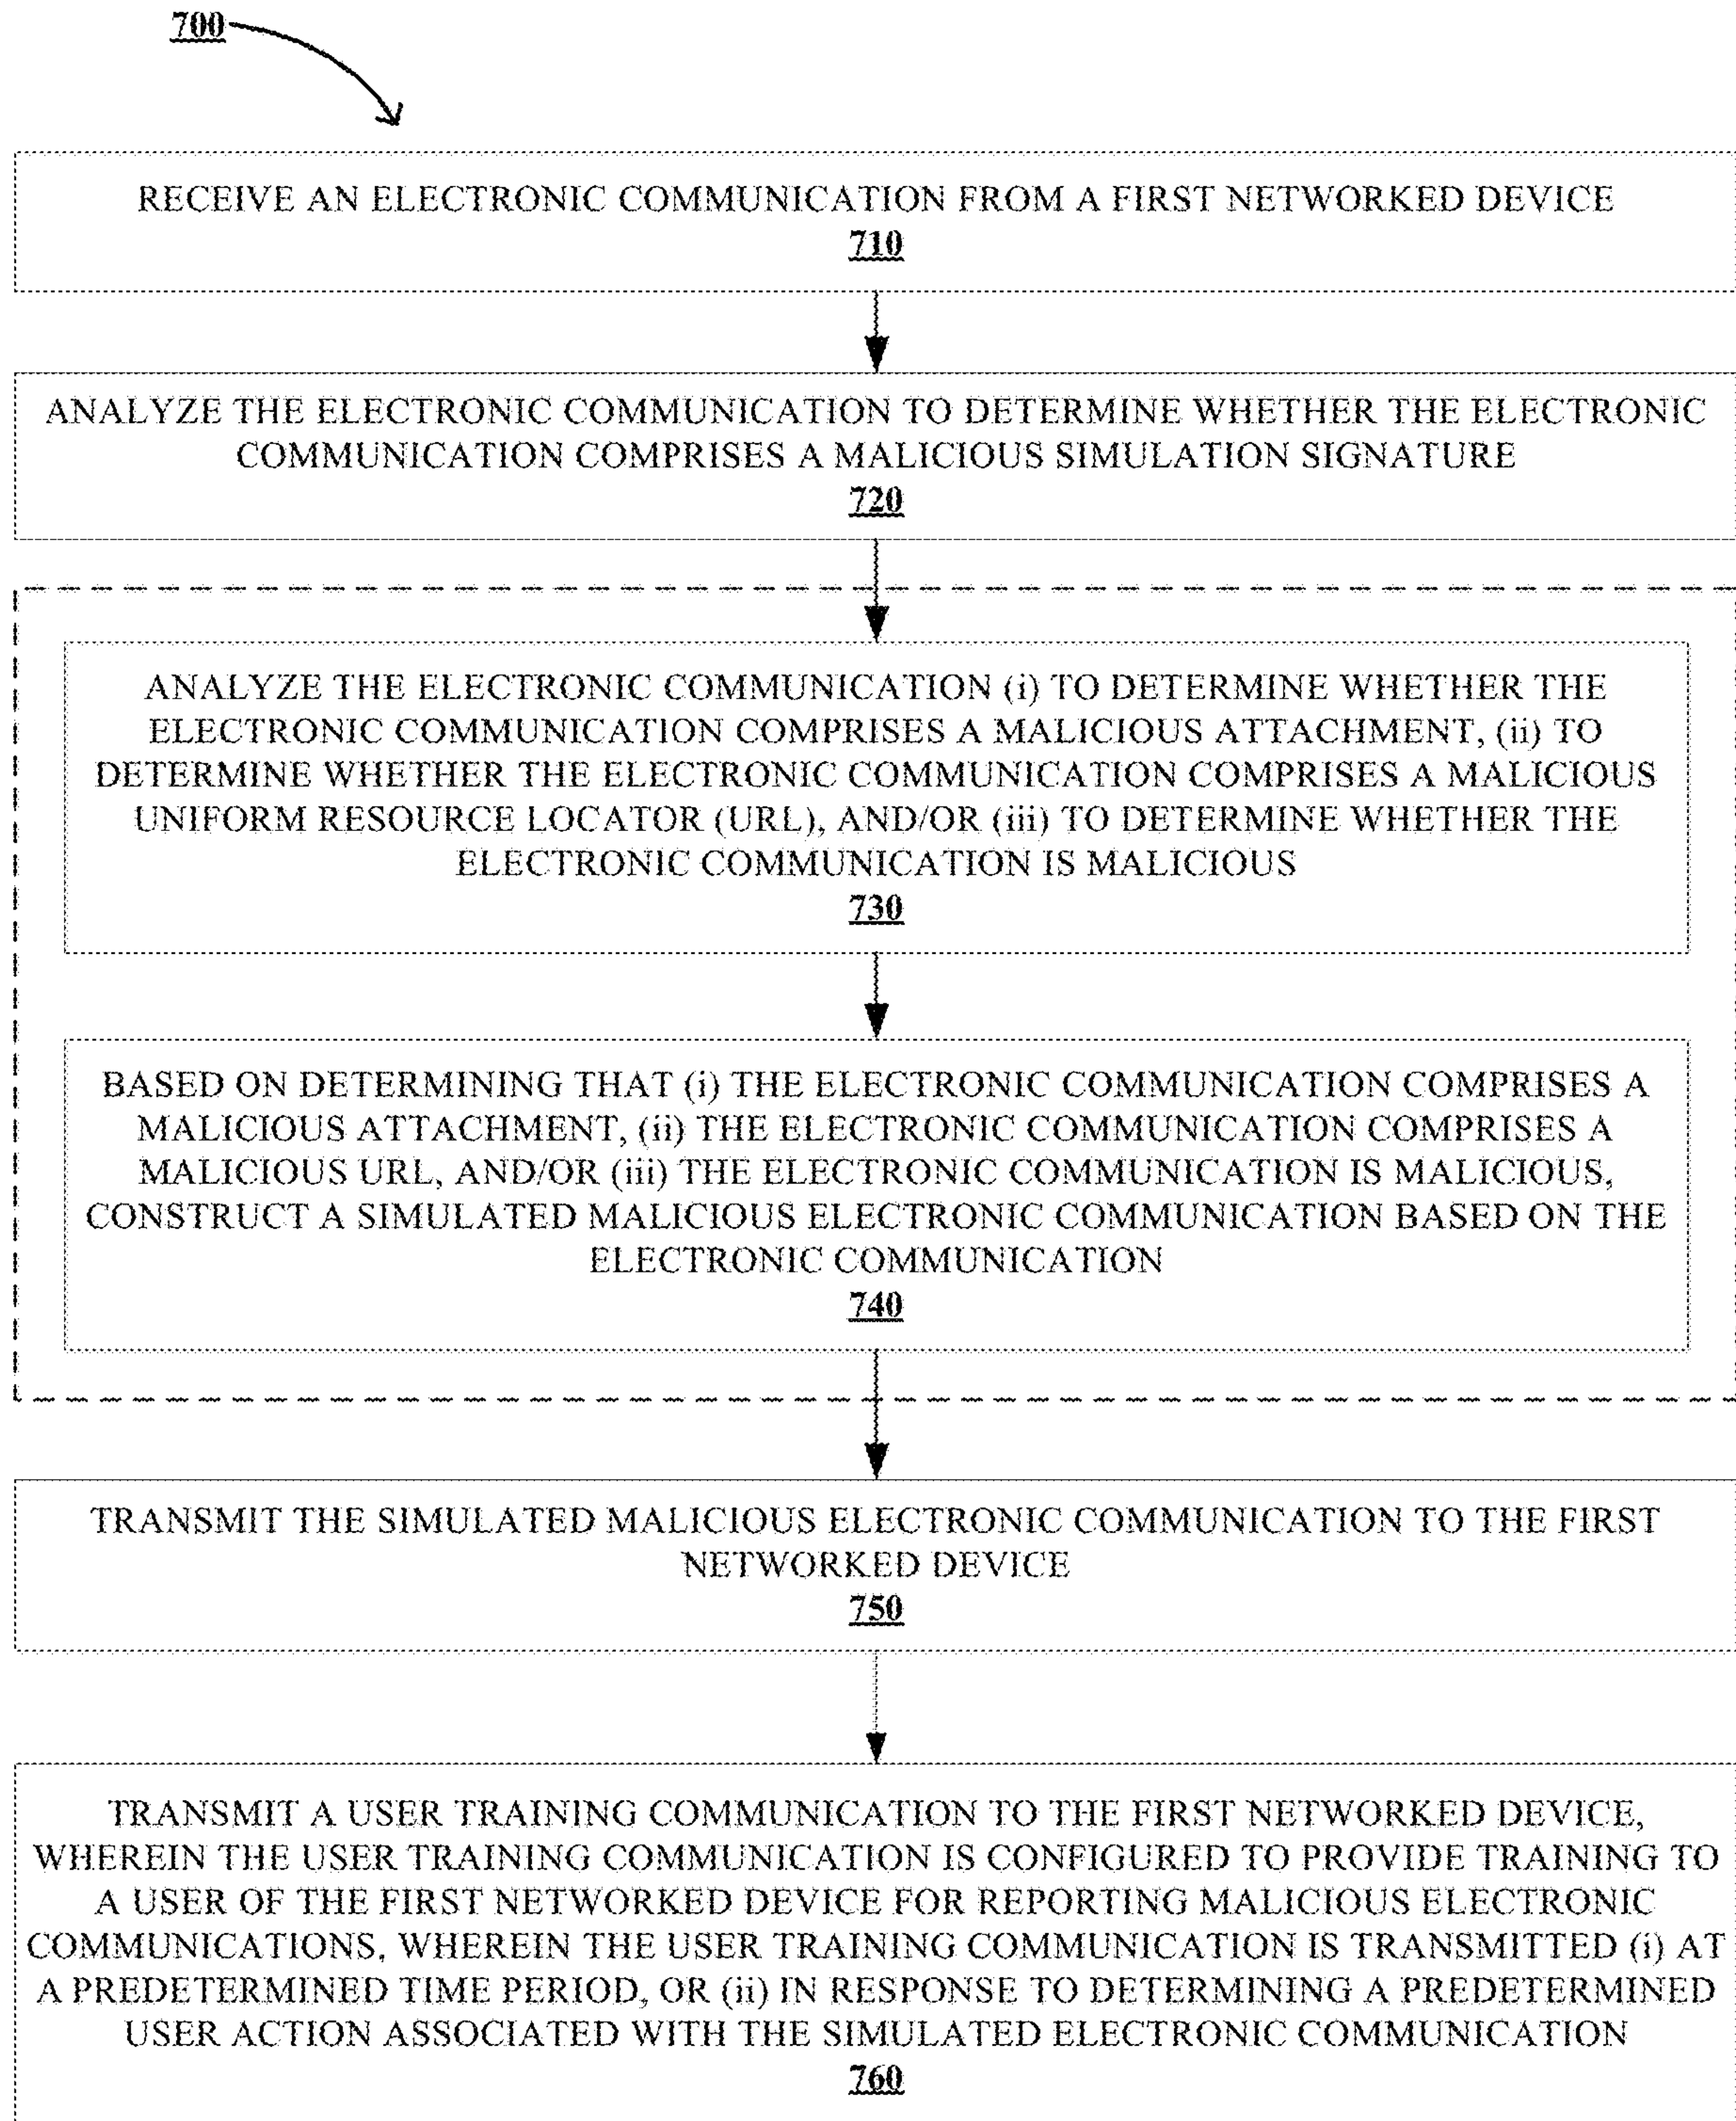 700
RECEIVE AN ELECTRONIC COMMUNICATION FROM A FIRST NETWORKED DEVICE
710
ANALYZE THE ELECTRONIC COMMUNICATION TO DETERMINE WHETHER THE ELECTRONIC
COMMUNICATION COMPRISES A MALICIOUS SIMULATION SIGNATURE
720
ANALYZE THE ELECTRONIC COMMUNICATION (i) TO DETERMINE WHETHER THE
ELECTRONIC COMMUNICATION COMPRISES A MALICIOUS ATTACHMENT, (ii) TO
DETERMINE WHETHER THE ELECTRONIC COMMUNICATION COMPRISES A MALICIOUS
UNIFORM RESOURCE LOCATOR (URL), AND/OR (iii) TO DETERMINE WHETHER THE
ELECTRONIC COMMUNICATION IS MALICIOUS
730
BASED ON DETERMINING THAT (i) THE ELECTRONIC COMMUNICATION COMPRISES A
MALICIOUS ATTACHMENT, (ii) THE ELECTRONIC COMMUNICATION COMPRISES A
MALICIOUS URL, AND/OR (iii) THE ELECTRONIC COMMUNICATION IS MALICIOUS,
CONSTRUCT A SIMULATED MALICIOUS ELECTRONIC COMMUNICATION BASED ON THE
ELECTRONIC COMMUNICATION
740
TRANSMIT THE SIMULATED MALICIOUS ELECTRONIC COMMUNICATION TO THE FIRST
NETWORKED DEVICE
750
TRANSMIT A USER TRAINING COMMUNICATION TO THE FIRST NETWORKED DEVICE,
WHEREIN THE USER TRAINING COMMUNICATION IS CONFIGURED TO PROVIDE TRAINING TO
A USER OF THE FIRST NETWORKED DEVICE FOR REPORTING MALICIOUS ELECTRONIC
COMMUNICATIONS, WHEREIN THE USER TRAINING COMMUNICATION IS TRANSMITTED (i) AT
A PREDETERMINED TIME PERIOD, OR (ii) IN RESPONSE TO DETERMINING A PREDETERMINED
USER ACTION ASSOCIATED WITH THE SIMULATED ELECTRONIC COMMUNICATION
760